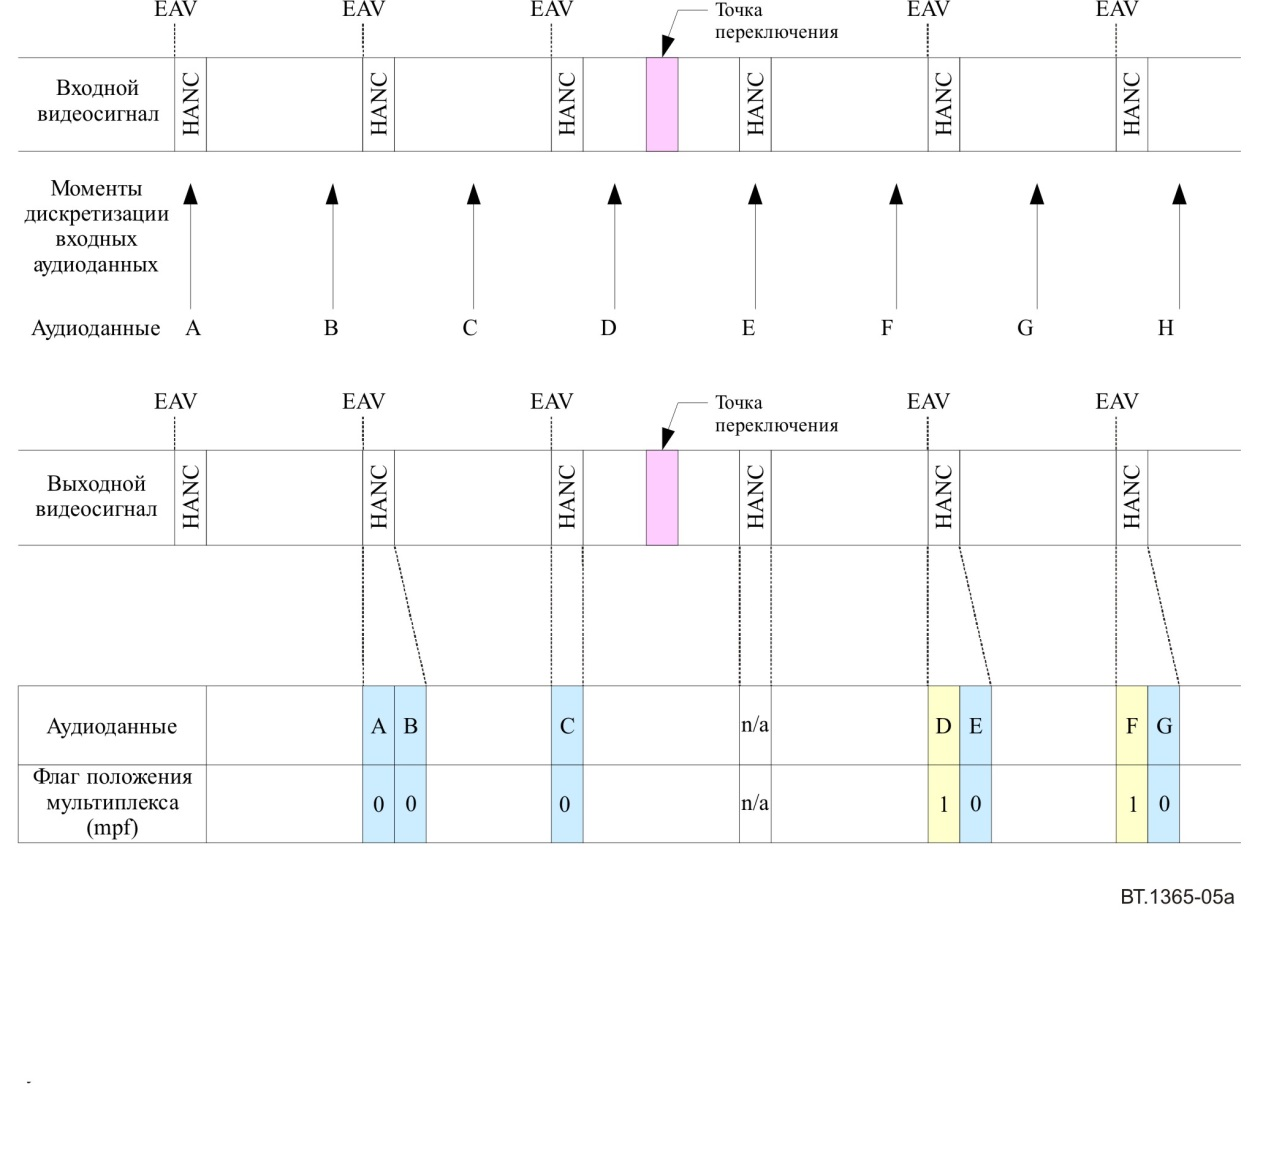 EAV EAV EAV EAV EAV
Точка
переключения
Входной
видеосигнал
HANC HANC HANC HANC HANC HANC
Моменты
дискретизации
входных
аудиоданных
Аудиоданные A B C D E F G H
EAV EAV EAV EAV EAV
Точка
переключения
Выходной
видеосигнал
HANC HANC HANC HANC HANC HANC
Аудиоданные A B C n/a D E F G
Флаг положения
мультиплекса
(mpf)
0 0 0 n/a 1 0 1 0
BT.1365-05a